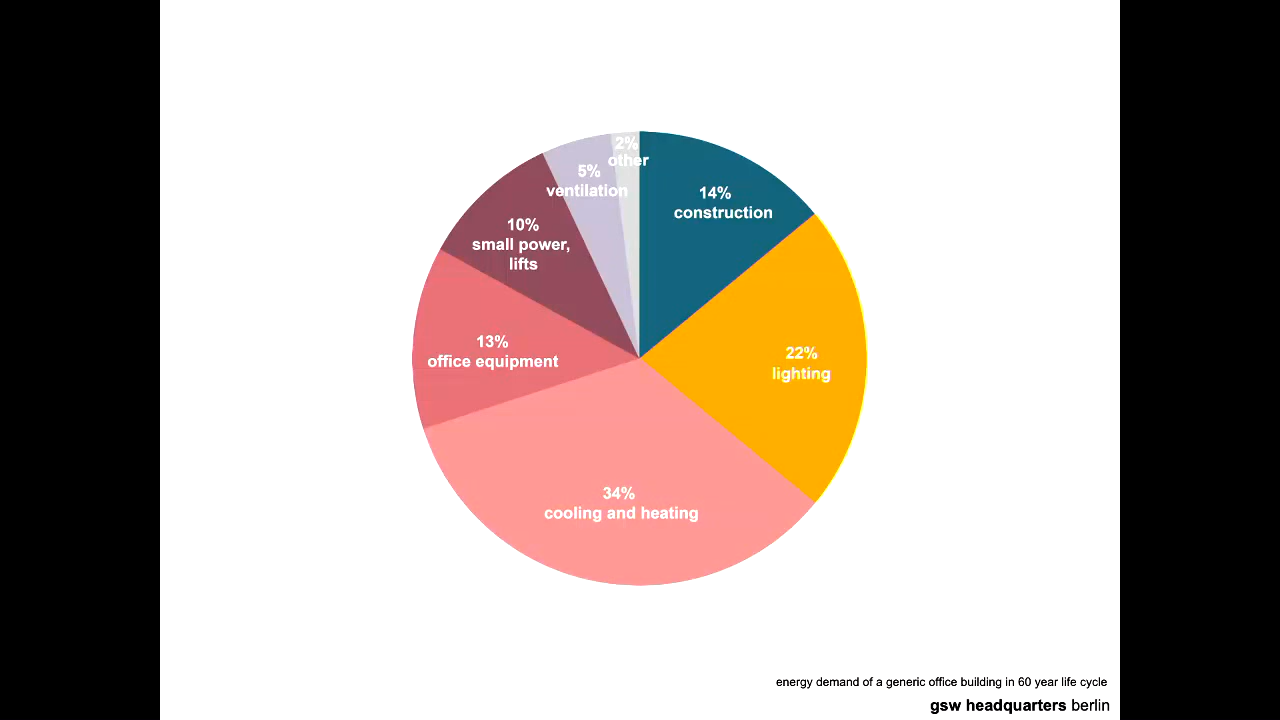 2%
other
5%
ventilation
14%
construction
10%
small power,
lifts
13%
office equipment
22%
lighting
34%
cooling and heating
energy demand of a generic office building in 60 year life cycle
gsw headquarters berlin